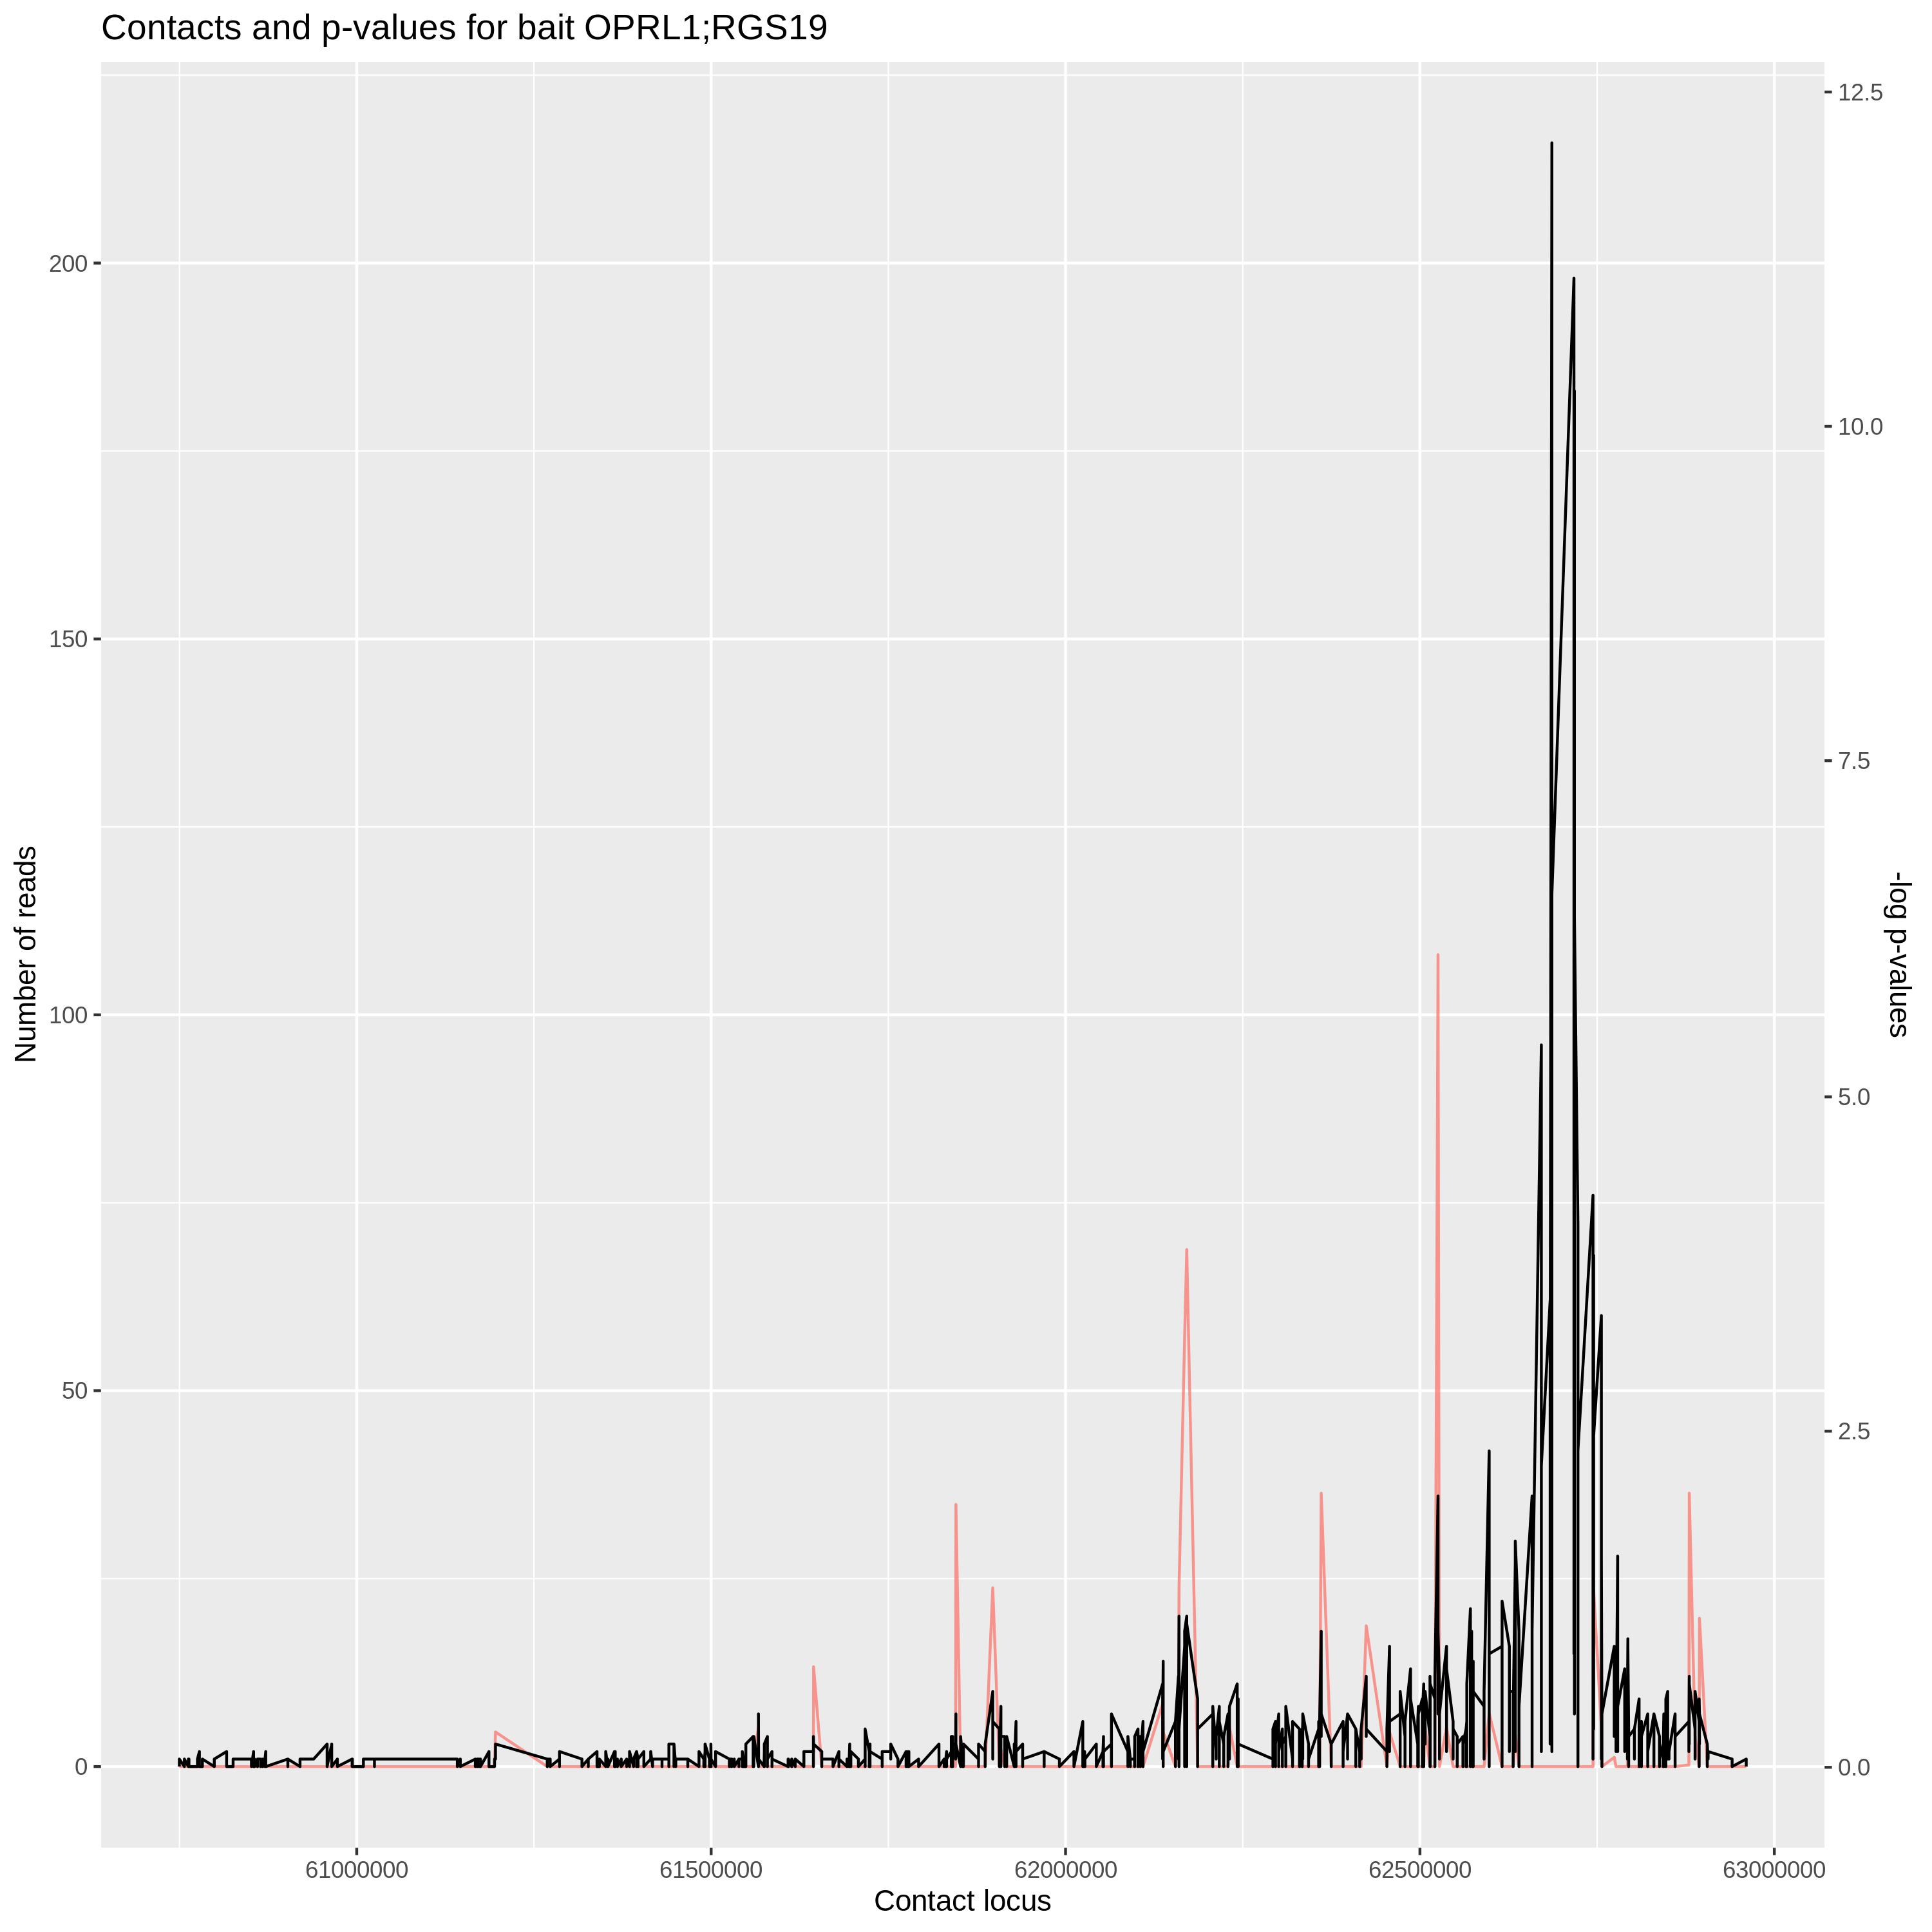 Contacts and p-values for bait OPRL1;RGS19
Number of reads
200
150
100
50
0
12.5
10.0
7.5
5.0
2.5
0.0
-log p-values
61000000 61500000 62000000 62500000 63000000
Contact locus